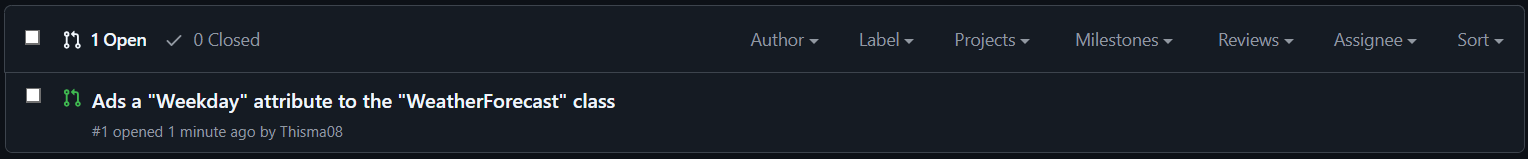 1 Open 0 Closed Author Label Projects Milestones Reviews Assignee Sort
Ads a "Weekday" attribute to the "WeatherForecast" class
#1 opened 1 minute ago by Thisma08